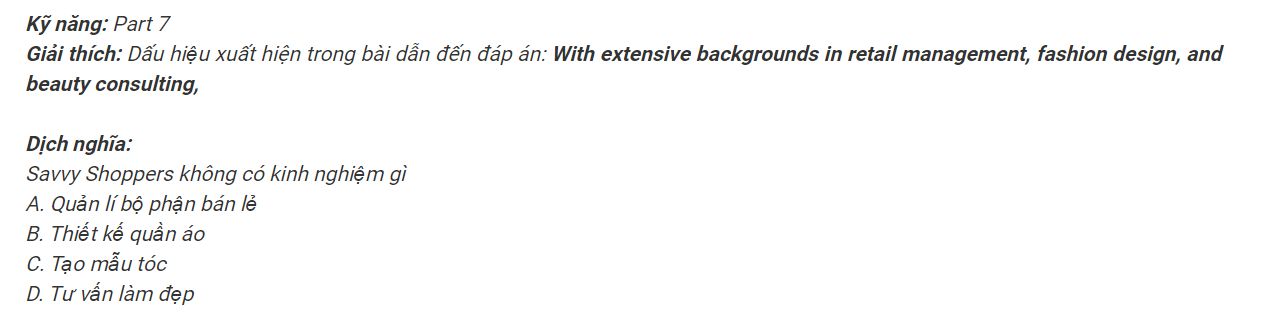 Kỹ năng: Part 7
Giải thích: Dấu hiệu xuất hiện trong bài dẫn đến đáp án: With extensive backgrounds in retail management, fashion design, and
beauty consulting,
Dịch nghĩa:
Savvy Shoppers không có kinh nghiệm gì
A. Quản lí bộ phận bán lẻ
B. Thiết kế quần áo
C. Tạo mẫu tóc
D. Tư vấn làm đẹp